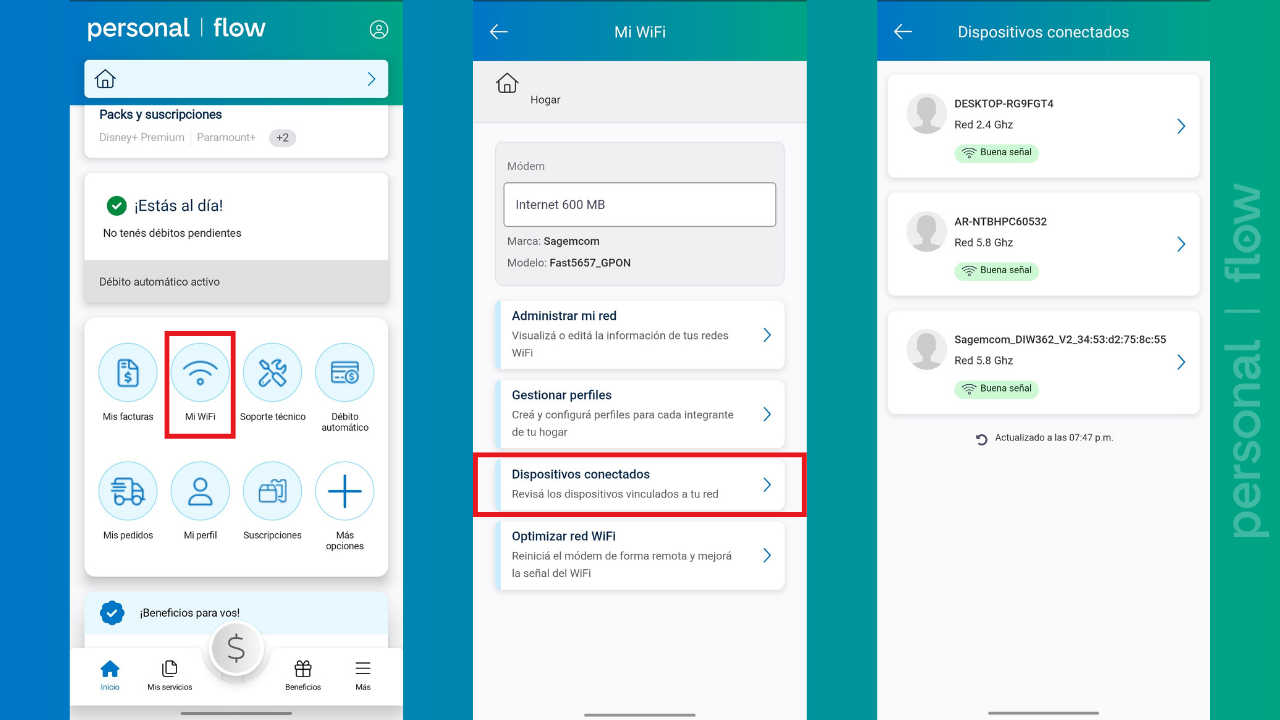 personal | flow
Packs y suscripciones
Disney+ Premium | Paramount+ +2
¡Estás al día!
No tenés débitos pendientes
Débito automático activo
Mis facturas
Mi WiFi
Soporte técnico
Débito
automático
Mis pedidos
Mi perfil
Suscripciones
Más
opciones
¡Beneficios para vos!
$
Inicio
Mis servicios
Beneficios
Más
Mi WiFi
Hogar
Módem
Internet 600 MB
Marca: Sagemcom
Modelo: Fast5657_GPON
Administrar mi red
Visualizá o editá la información de tus redes
WiFi
Gestionar perfiles
Creá y configurá perfiles para cada integrante
de tu hogar
Dispositivos conectados
Revisá los dispositivos vinculados a tu red
Optimizar red WiFi
Reiniciá el módem de forma remota y mejorá
la señal del WiFi
Dispositivos conectados
DESKTOP-RG9FGT4
Red 2.4 Ghz
Buena señal
AR-NTBHPC60532
Red 5.8 Ghz
Buena señal
Sagemcom_DIW362_V2_34:53:d2:75:8c:55
Red 5.8 Ghz
Buena señal
Actualizado a las 07:47 p.m.
personal | flow